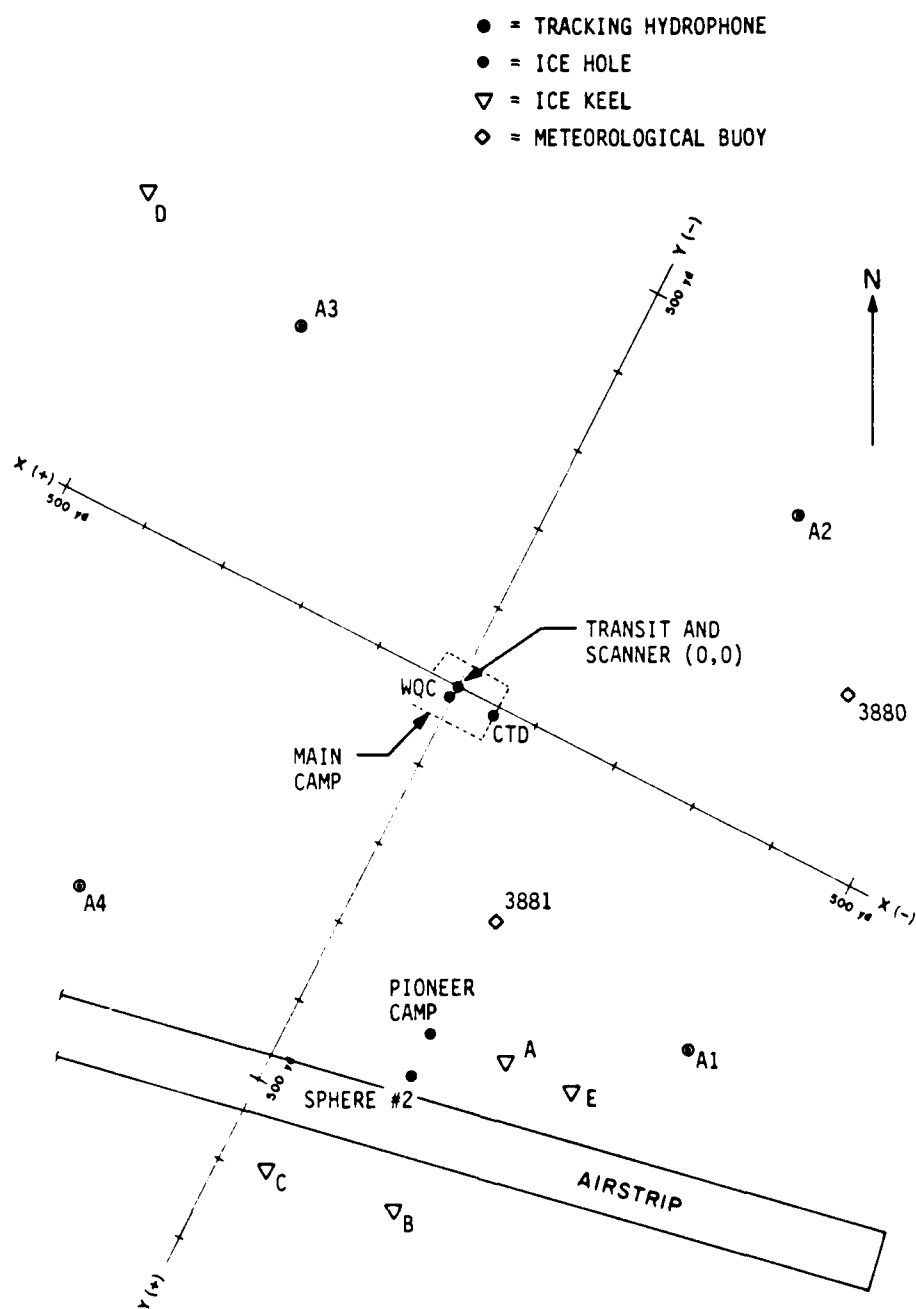 = TRACKING HYDROPHONE
= ICE HOLE
= ICE KEEL
= METEOROLOGICAL BUOY
D
Y (-)
500 yd
N
A3
X (+)
500 yd
A2
TRANSIT AND
SCANNER (0,0)
WQC
3880
CTD
MAIN
CAMP
A4
3881
500 yd
X (-)
PIONEER
CAMP
A
A1
500 yd
E
SPHERE #2
C
AIRSTRIP
B
Y (+)